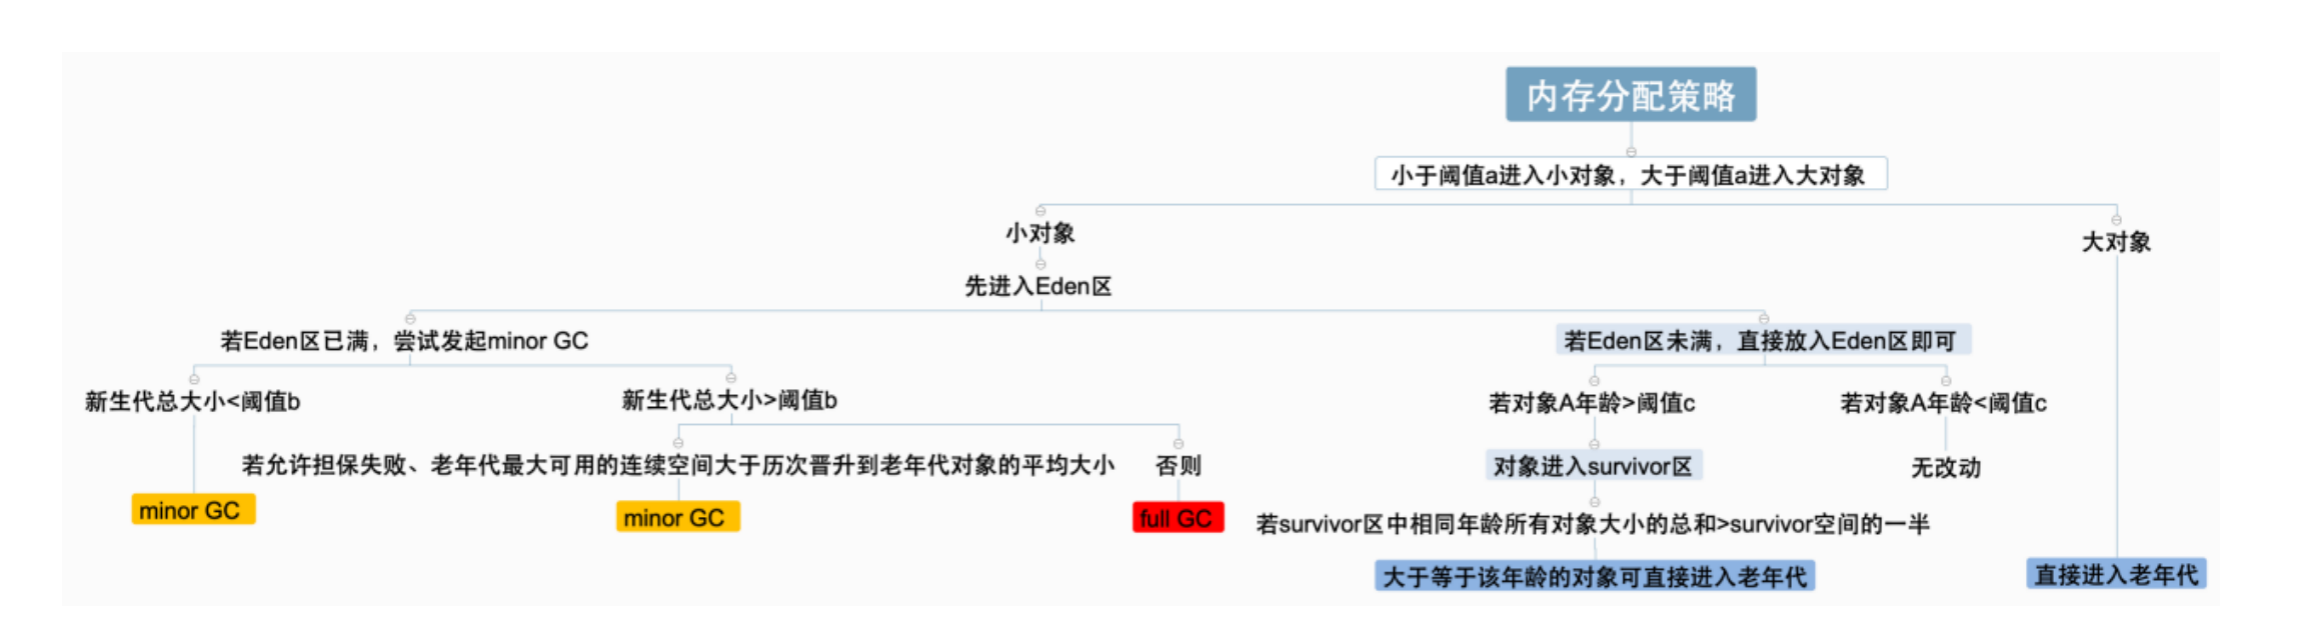 内存分配策略
小于阈值a进入小对象，大于阈值a进入大对象
小对象
大对象
先进入Eden区
若Eden区已满，尝试发起minor GC
若Eden区未满，直接放入Eden区即可
新生代总大小<阈值b
新生代总大小>阈值b
若对象A年龄>阈值c
若对象A年龄<阈值c
若允许担保失败、老年代最大可用的连续空间大于历次晋升到老年代对象的平均大小
否则
对象进入survivor区
无改动
minor GC
minor GC
full GC
若survivor区中相同年龄所有对象大小的总和>survivor空间的一半
大于等于该年龄的对象可直接进入老年代
直接进入老年代